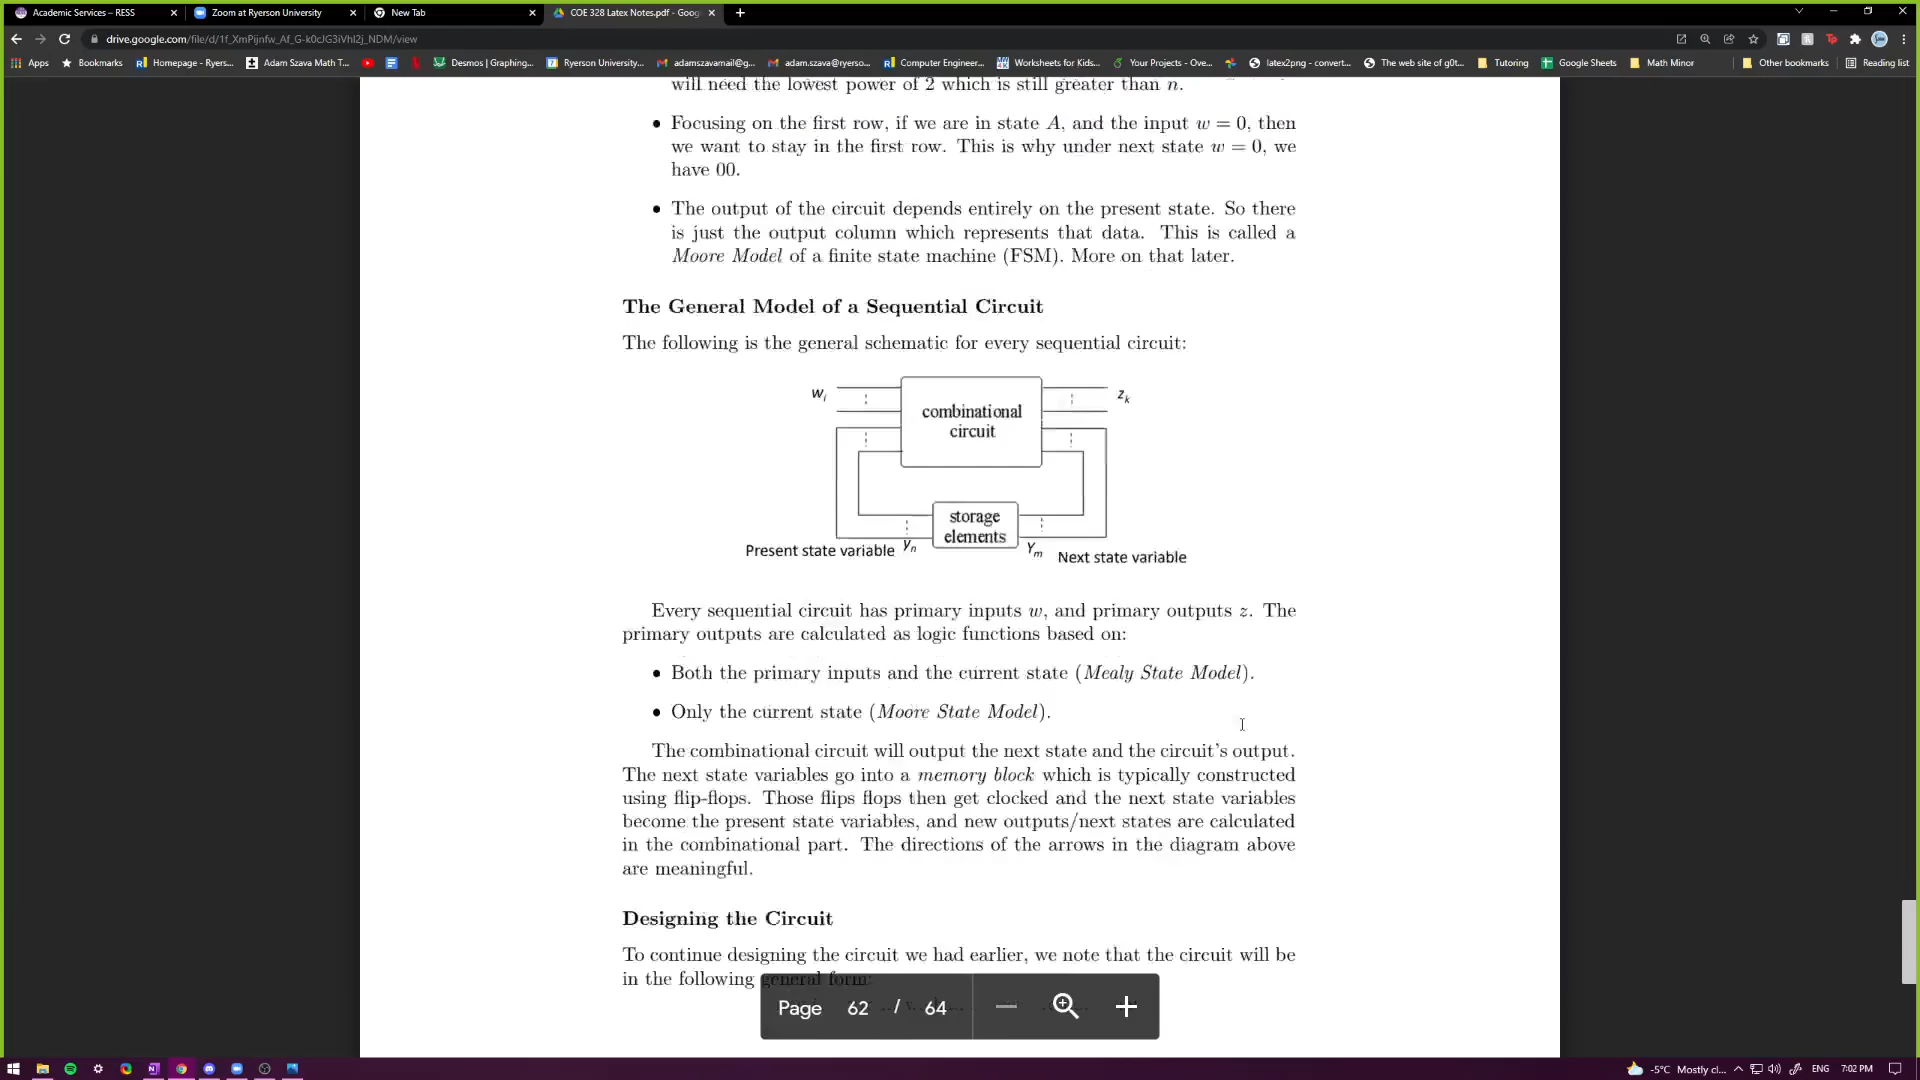 Academic Services – RESS
Zoom at Ryerson University
New Tab
COE 328 Latex Notes.pdf - Goog
drive.google.com/file/d/1f_XmPijnfw_Af_G-k0cJG3iVhl2j_NDM/view
Apps
Bookmarks
Homepage - Ryers...
Adam Szava Math T...
Desmos | Graphing...
Ryerson University...
adamszavamail@g...
adam.szava@ryerso...
Computer Engineer...
Worksheets for Kids...
Your Projects - Ove...
latex2png - convert...
The web site of g0t...
Tutoring
Google Sheets
Math Minor
Other bookmarks
Reading list
will need the lowest power of 2 which is still greater than n.
• Focusing on the first row, if we are in state A, and the input w = 0, then
we want to stay in the first row. This is why under next state w = 0, we
have 00.
• The output of the circuit depends entirely on the present state. So there
is just the output column which represents that data. This is called a
Moore Model of a finite state machine (FSM). More on that later.
The General Model of a Sequential Circuit
The following is the general schematic for every sequential circuit:
wi
combinational
circuit
zk
storage
elements
Present state variable yn
Ym Next state variable
Every sequential circuit has primary inputs w, and primary outputs z. The
primary outputs are calculated as logic functions based on:
• Both the primary inputs and the current state (Mealy State Model).
• Only the current state (Moore State Model).
The combinational circuit will output the next state and the circuit's output.
The next state variables go into a memory block which is typically constructed
using flip-flops. Those flips flops then get clocked and the next state variables
become the present state variables, and new outputs/next states are calculated
in the combinational part. The directions of the arrows in the diagram above
are meaningful.
Designing the Circuit
To continue designing the circuit we had earlier, we note that the circuit will be
in the following general form:
Page 62 / 64
-5°C Mostly cl...
ENG
7:02 PM